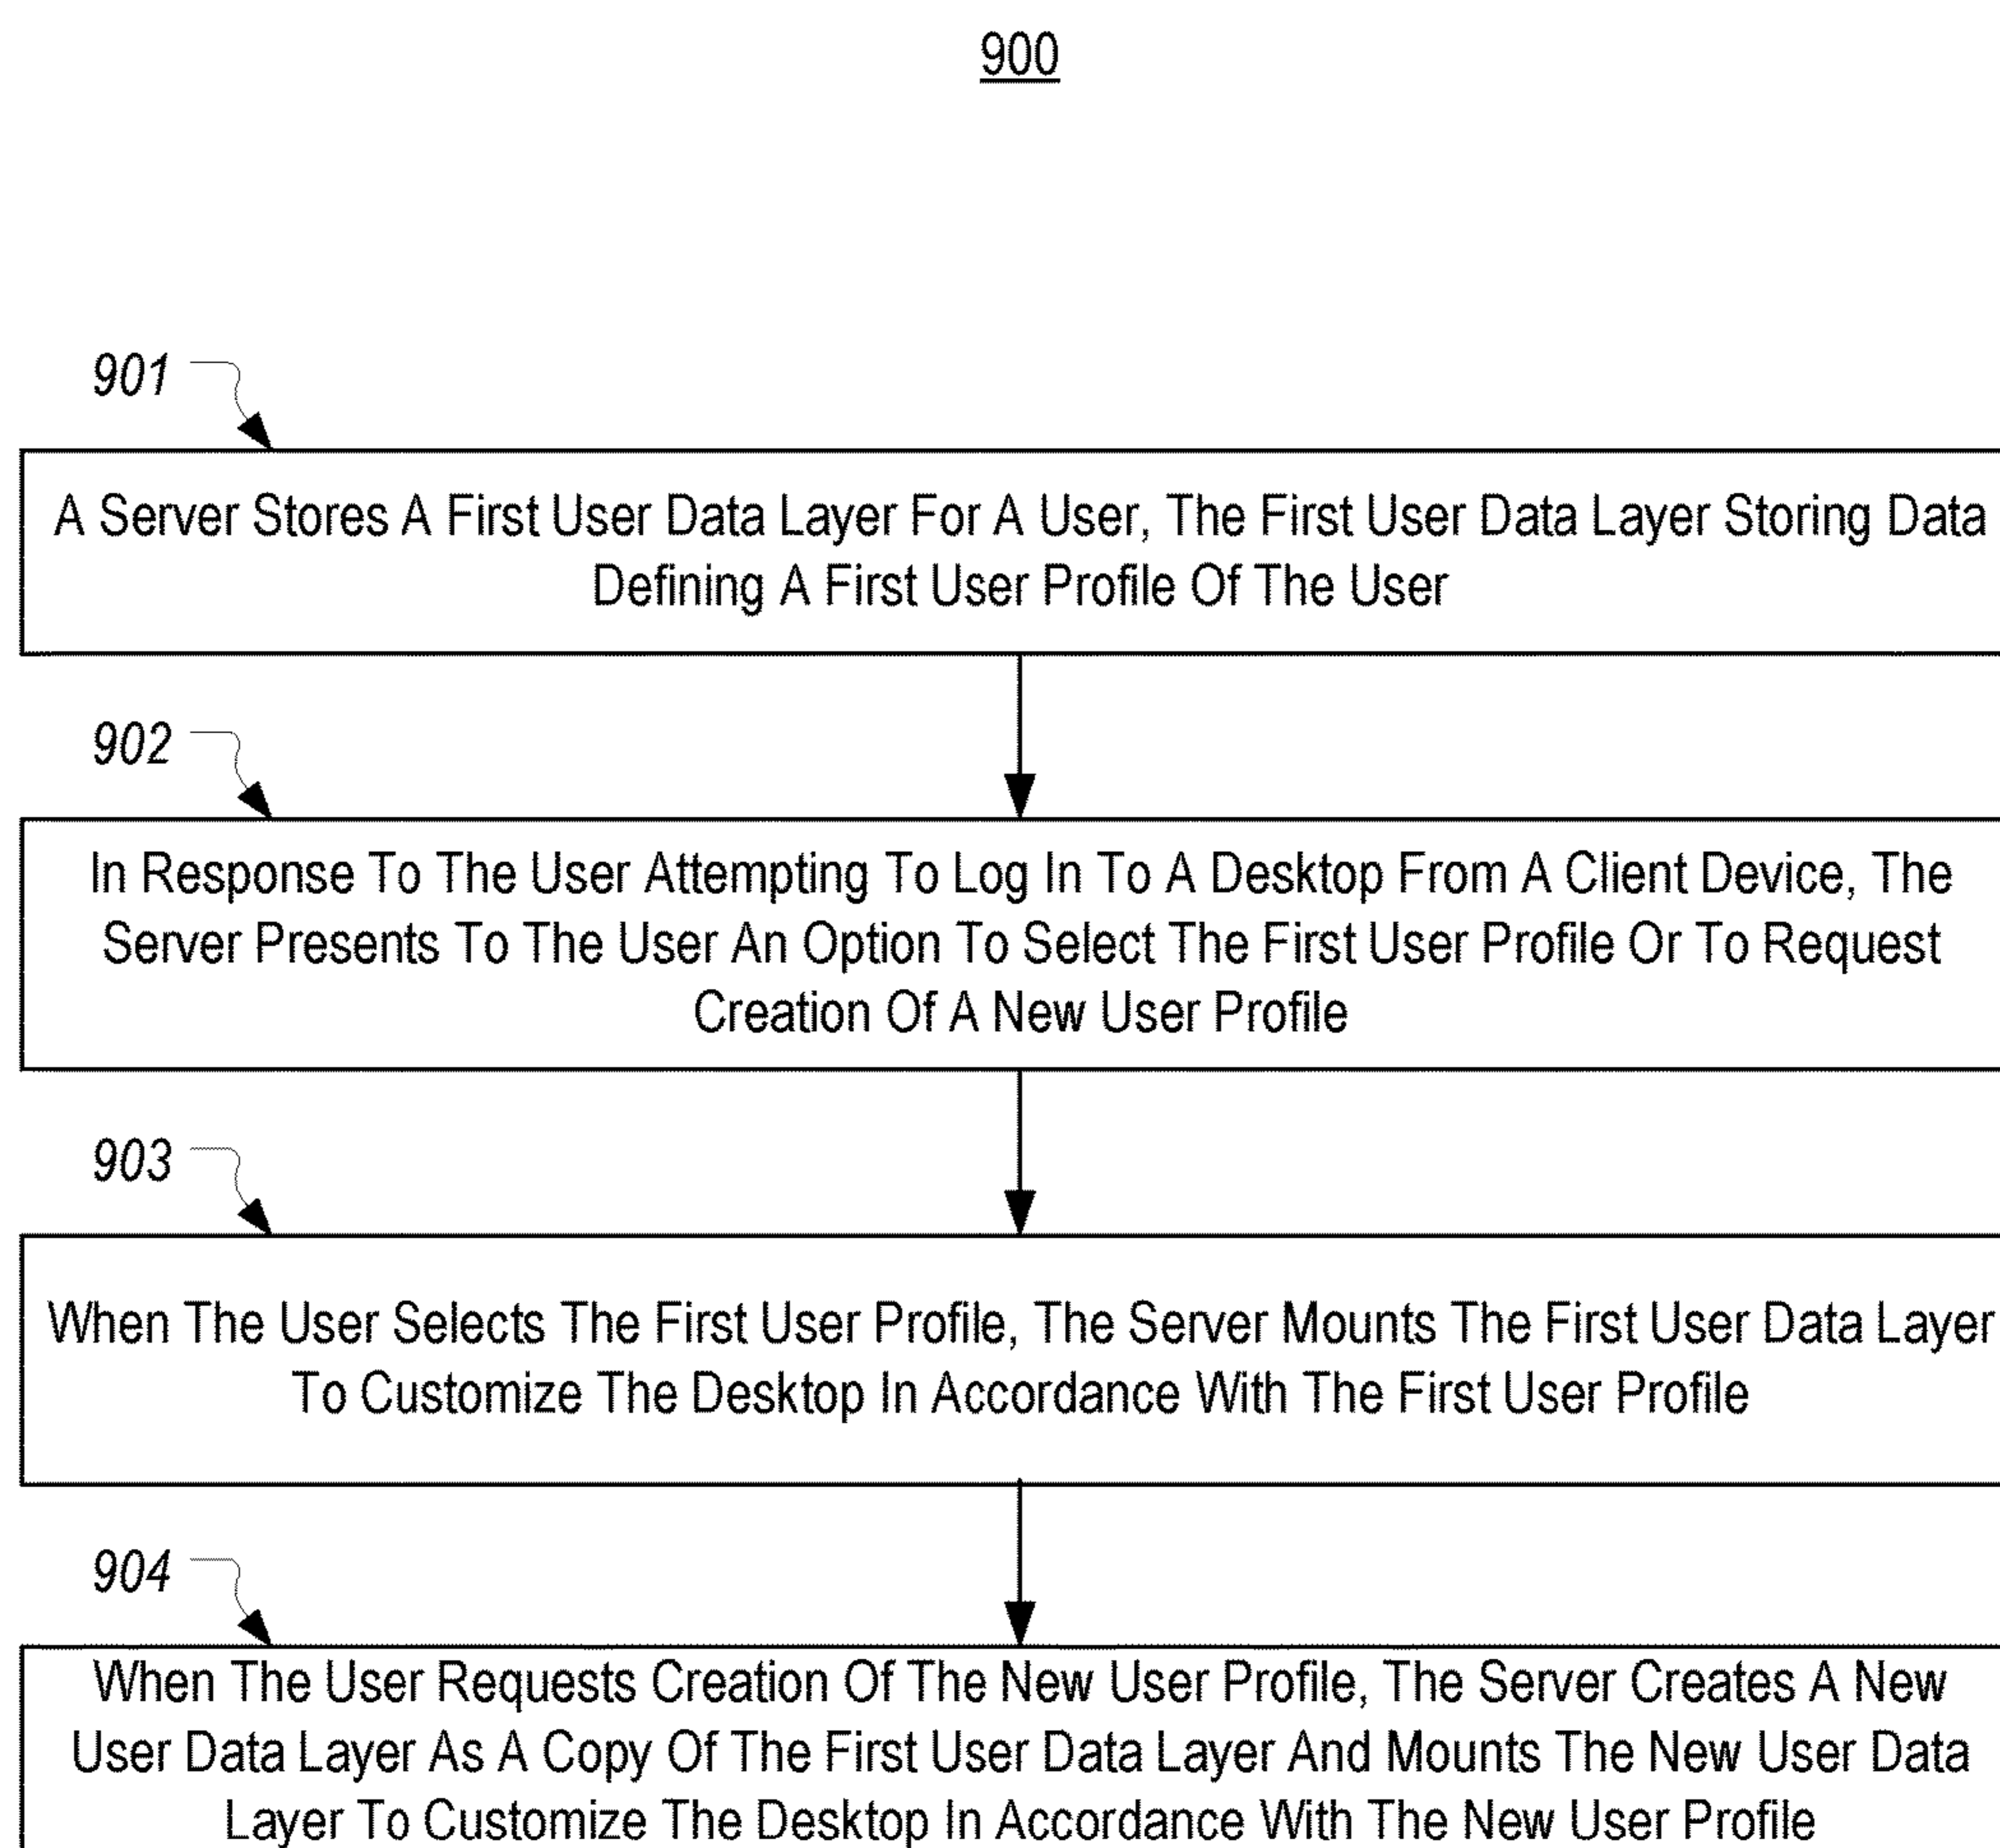 900
901
A Server Stores A First User Data Layer For A User, The First User Data Layer Storing Data
Defining A First User Profile Of The User
902
In Response To The User Attempting To Log In To A Desktop From A Client Device, The
Server Presents To The User An Option To Select The First User Profile Or To Request
Creation Of A New User Profile
903
When The User Selects The First User Profile, The Server Mounts The First User Data Layer
To Customize The Desktop In Accordance With The First User Profile
904
When The User Requests Creation Of The New User Profile, The Server Creates A New
User Data Layer As A Copy Of The First User Data Layer And Mounts The New User Data
Layer To Customize The Desktop In Accordance With The New User Profile